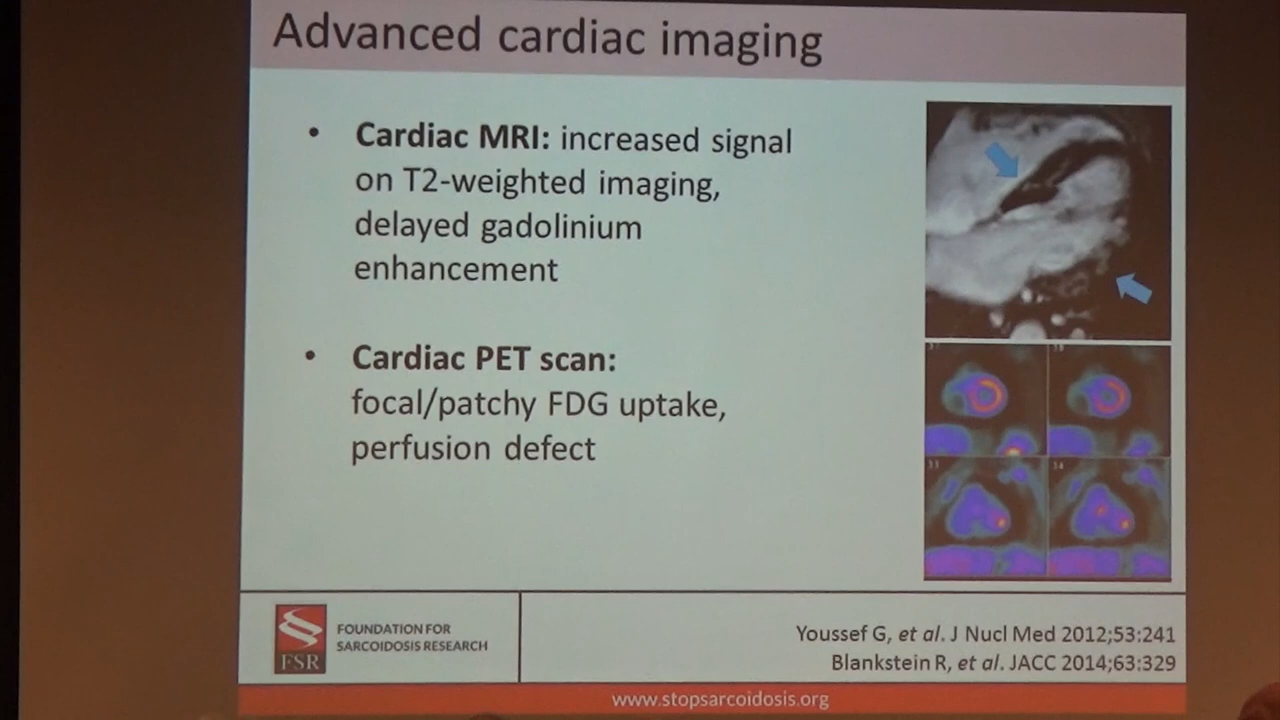 Advanced cardiac imaging
• Cardiac MRI: increased signal
on T2-weighted imaging,
delayed gadolinium
enhancement
• Cardiac PET scan:
focal/patchy FDG uptake,
perfusion defect
33
34
FSR
FOUNDATION FOR
SARCOIDOSIS RESEARCH
Youssef G, et al. J Nucl Med 2012;53:241
Blankstein R, et al. JACC 2014;63:329
www.stopsarcoidosis.org